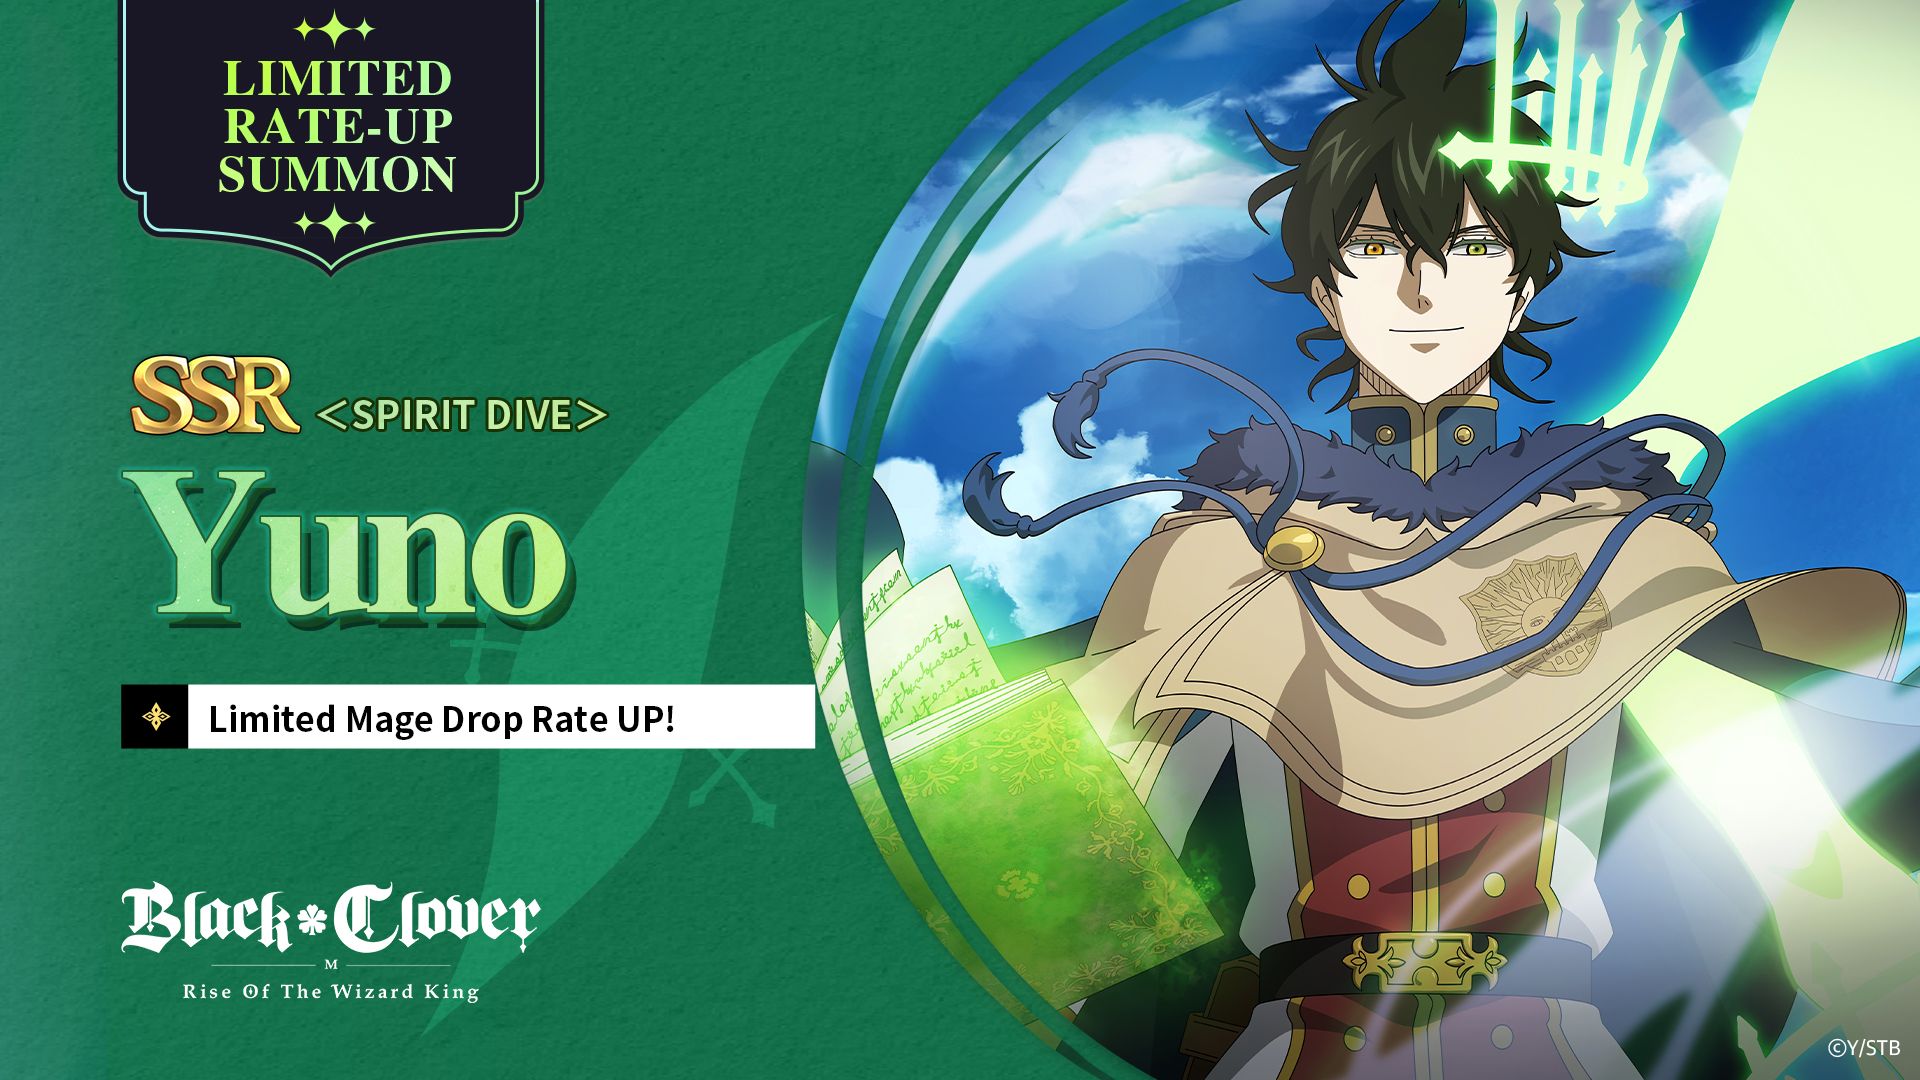 LIMITED
RATE-UP
SUMMON
SSR <SPIRIT DIVE>
Yuno
Limited Mage Drop Rate UP!
Black Clover
M
Rise Of The Wizard King
©Y/STB